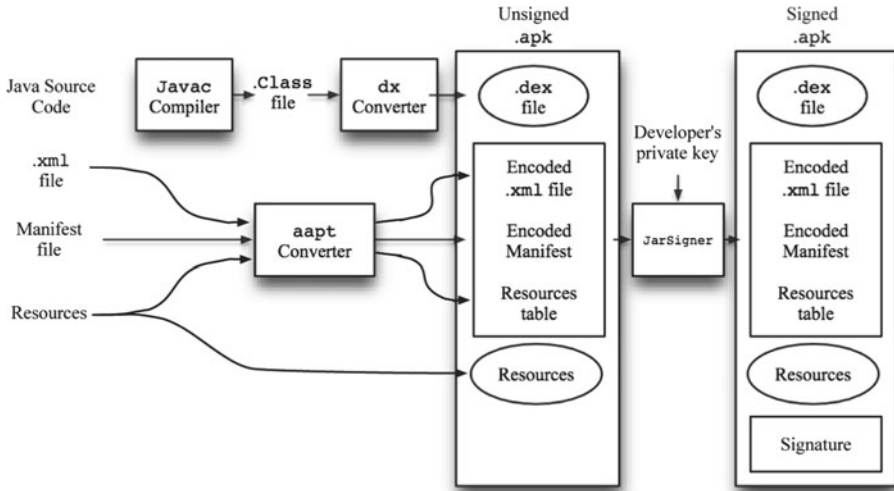 Unsigned
.apk
Signed
.apk
Java Source
Code
Javac
Compiler
.Class
file
dx
Converter
.dex
file
.dex
file
Developer's
private key
.xml
file
Manifest
file
Resources
aapt
Converter
Encoded
.xml file
Encoded
Manifest
Resources
table
Resources
JarSigner
Encoded
.xml file
Encoded
Manifest
Resources
table
Resources
Signature